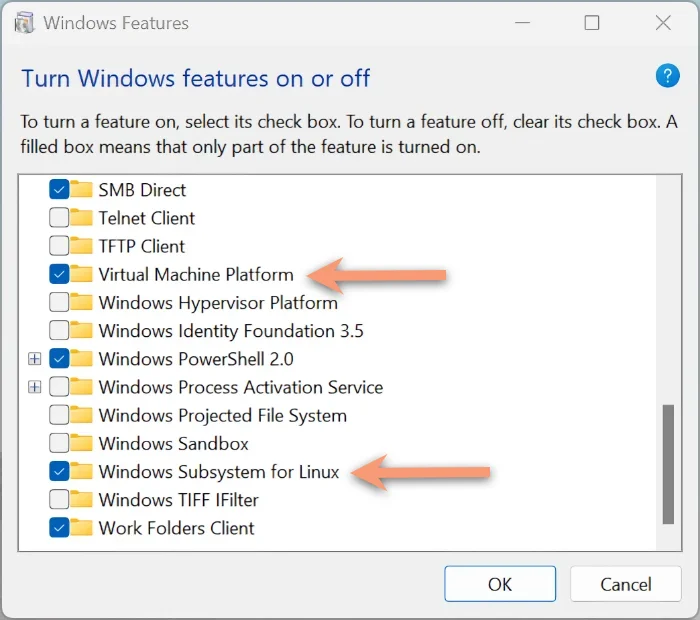 Windows Features
Turn Windows features on or off
?
To turn a feature on, select its check box. To turn a feature off, clear its check box. A
filled box means that only part of the feature is turned on.
SMB Direct
Telnet Client
TFTP Client
Virtual Machine Platform
Windows Hypervisor Platform
Windows Identity Foundation 3.5
Windows PowerShell 2.0
Windows Process Activation Service
Windows Projected File System
Windows Sandbox
Windows Subsystem for Linux
Windows TIFF IFilter
Work Folders Client
OK
Cancel